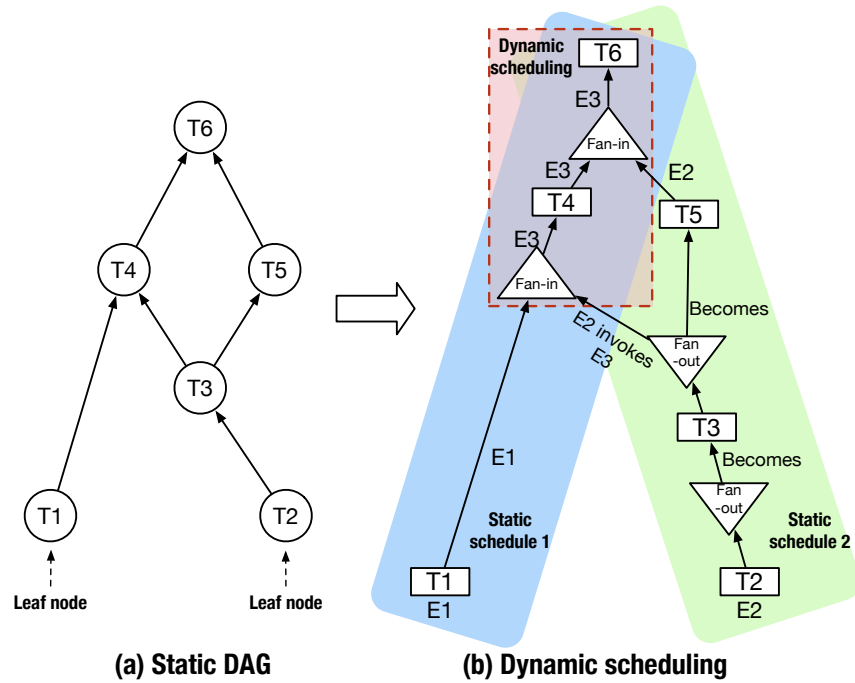 T6
T4
T5
T3
T1
T2
Leaf node
Leaf node
(a) Static DAG
Dynamic
scheduling
T6
E3
Fan-in
E3
E2
T4
T5
E3
Fan-in
Becomes
E2 invokes
E3
Fan
-out
T3
Becomes
E1
Fan
-out
Static
schedule 1
Static
schedule 2
T1
E1
T2
E2
(b) Dynamic scheduling